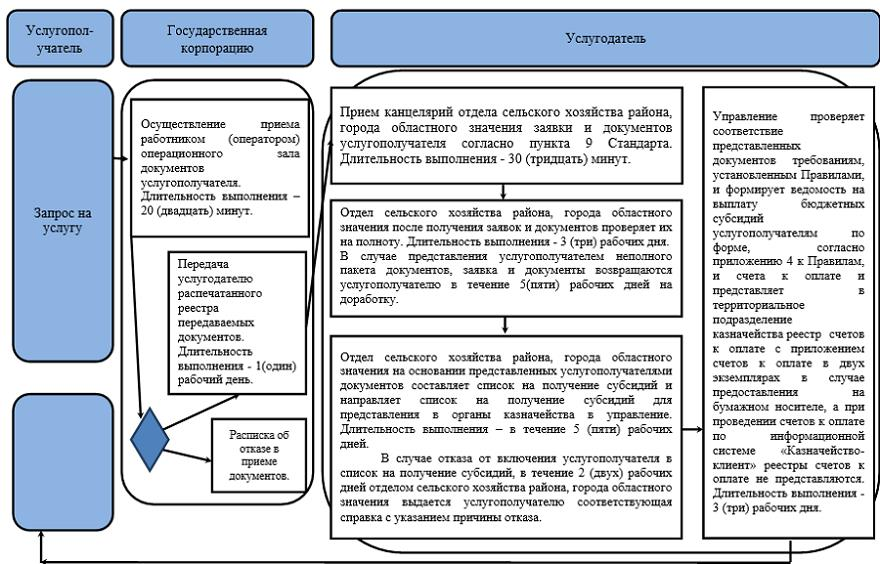 Услугопол-
учатель
Государственная
корпорацию
Услугодатель
Запрос на
услугу
Осуществление приема
работником (оператором)
операционного зала
документов
услугополучателя.
Длительность выполнения –
20 (двадцать) минут.
Передача
услугодателю
распечатанного
реестра
передаваемых
документов.
Длительность
выполнения - 1(один)
рабочий день.
Расписка об
отказе в
приеме
документов.
Прием канцелярий отдела сельского хозяйства района,
города областного значения заявки и документов
услугополучателя согласно пункта 9 Стандарта.
Длительность выполнения - 30 (тридцать) минут.
Отдел сельского хозяйства района, города областного
значения после получения заявок и документов проверяет их
на полноту. Длительность выполнения - 3 (три) рабочих дня.
В случае представления услугополучателем неполного
пакета документов, заявка и документы возвращаются
услугополучателю в течение 5(пяти) рабочих дней на
доработку.
Отдел сельского хозяйства района, города областного
значения на основании представленных услугополучателями
документов составляет список на получение субсидий и
направляет список на получение субсидий для
представления в органы казначейства в управление.
Длительность выполнения – в течение 5 (пяти) рабочих
дней.
В случае отказа от включения услугополучателя в
список на получение субсидий, в течение 2 (двух) рабочих
дней отделом сельского хозяйства района, города областного
значения выдается услугополучателю соответствующая
справка с указанием причины отказа.
Управление проверяет
соответствие
представленных
документов требованиям,
установленным Правилами,
и формирует ведомость на
выплату бюджетных
субсидий
услугополучателям по
форме, согласно
приложению 4 к Правилам,
и счета к оплате и
представляет в
территориальное
подразделение
казначейства реестр счетов
к оплате с приложением
счетов к оплате в двух
экземплярах в случае
предоставления на
бумажном носителе, а при
проведении счетов к оплате
по информационной
системе «Казначейство-
клиент» реестры счетов к
оплате не представляются.
Длительность выполнения -
3 (три) рабочих дня.